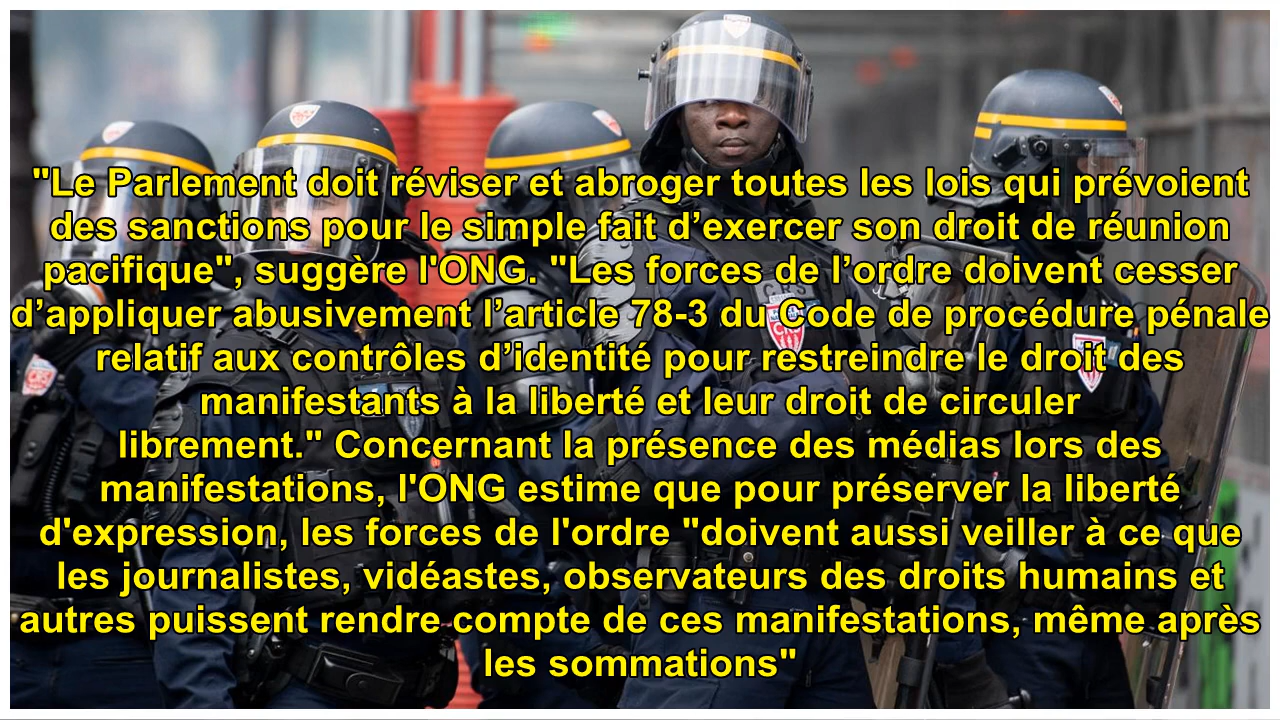 "Le Parlement doit réviser et abroger toutes les lois qui prévoient
des sanctions pour le simple fait d’exercer son droit de réunion
pacifique", suggère l'ONG. "Les forces de l’ordre doivent cesser
d’appliquer abusivement l’article 78-3 du Code de procédure pénale
relatif aux contrôles d’identité pour restreindre le droit des
manifestants à la liberté et leur droit de circuler
librement." Concernant la présence des médias lors des
manifestations, l'ONG estime que pour préserver la liberté
d'expression, les forces de l'ordre "doivent aussi veiller à ce que
les journalistes, vidéastes, observateurs des droits humains et
autres puissent rendre compte de ces manifestations, même après
les sommations"